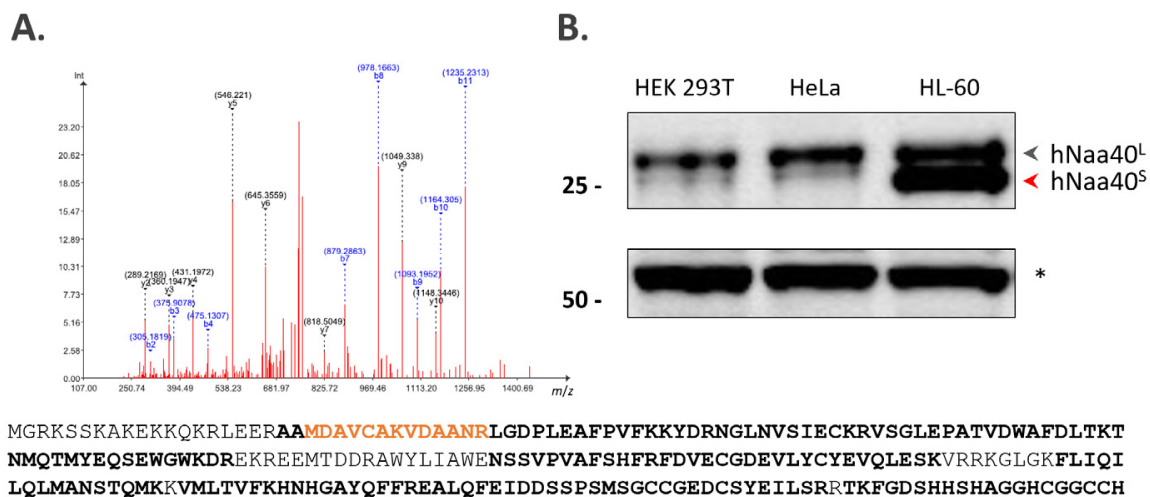 A.
B.
Int
23.20
20.62
18.05
15.47
12.89
10.31
7.73
5.16
2.58
0.00
107.00 250.74 394.49 538.23 681.97 825.72 969.46 1113.20 1256.95 1400.69 m/z
(289.2169)
y2
(305.1819)
b2
(360.1947)
y3
(375.9078)
b3
(431.1972)
y4
(475.1307)
b4
(546.221)
y5
(645.3559)
y6
(818.5049)
y7
(879.2863)
b7
(978.1663)
b8
(1049.338)
y9
(1093.1952)
b9
(1148.3446)
y10
(1164.305)
b10
(1235.2313)
b11
HEK 293T HeLa HL-60
hNaa40L
25 - hNaa40S
50 - *
MGRKSSKAKEKKQKRLEERAAMDAVCAKVDAANRLGDPLEAFPVFKKYDRNGLNVSIECKRVSGLEPATVDWAFDLTKT
NMQTMYEQSEWGWKDREKREEMTDDRAWYLIAWENSSVPVAFSHFRFDVECGDEVLYCYEVQLESKVRRKGLGKFLIQI
LQLMANSTQMKKVMLTVFKHNHGAYQFFREALQFEIDDSSPSMSGCCGEDCSYEILSRRTKFGDSHHSHAGGHCGGCCH